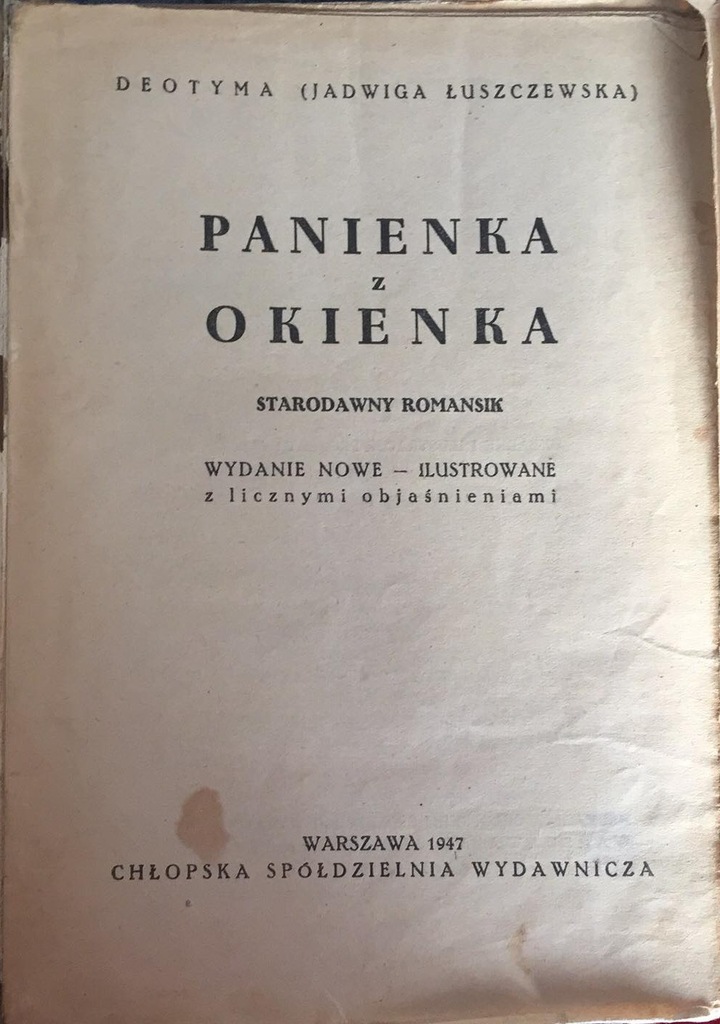 DEOTYMA (JADWIGA ŁUSZCZEWSKA)
PANIENKA
z
OKIENKA
STARODAWNY ROMANSIK
WYDANIE NOWE – ILUSTROWANE
z licznymi objaśnieniami
WARSZAWA 1947
CHŁOPSKA SPÓŁDZIELNIA WYDAWNICZA